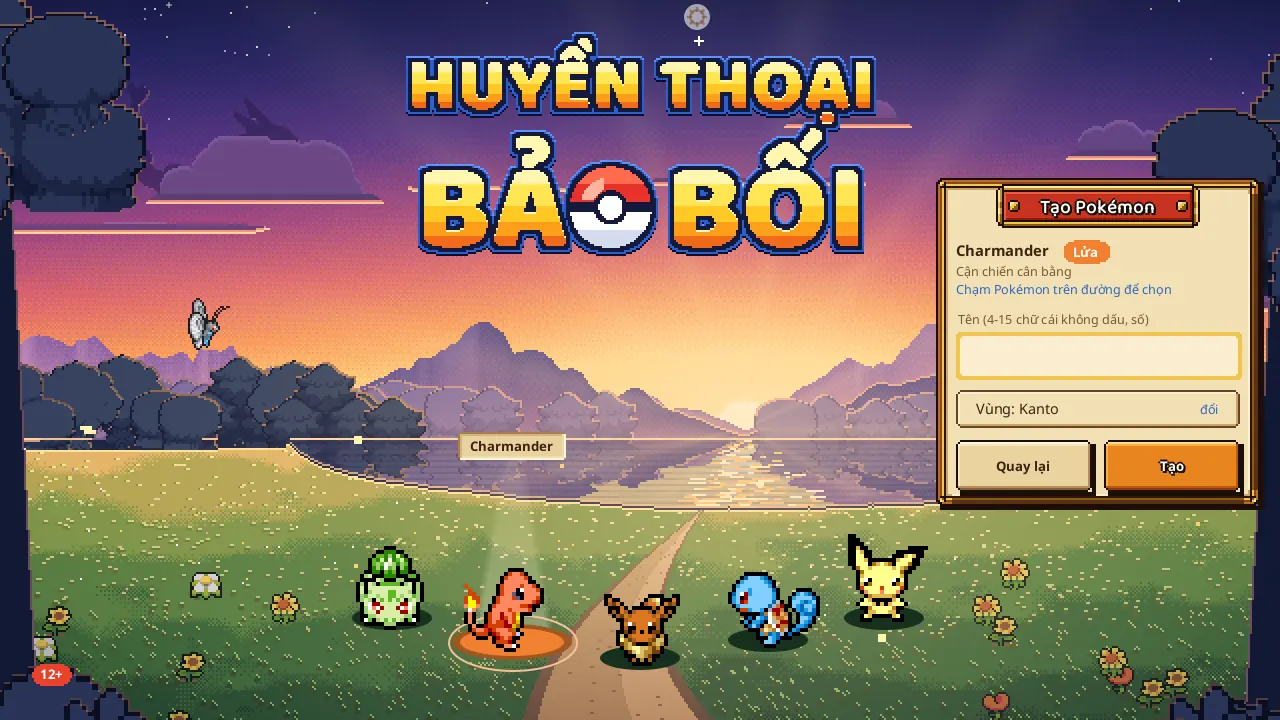 HUYỀN THOẠI
BẢO BỐI
Tạo Pokémon
Charmander Lửa
Cận chiến cân bằng
Chạm Pokémon trên đường để chọn
Tên (4-15 chữ cái không dấu, số)
Vùng: Kanto đổi
Quay lại Tạo
Charmander
12+